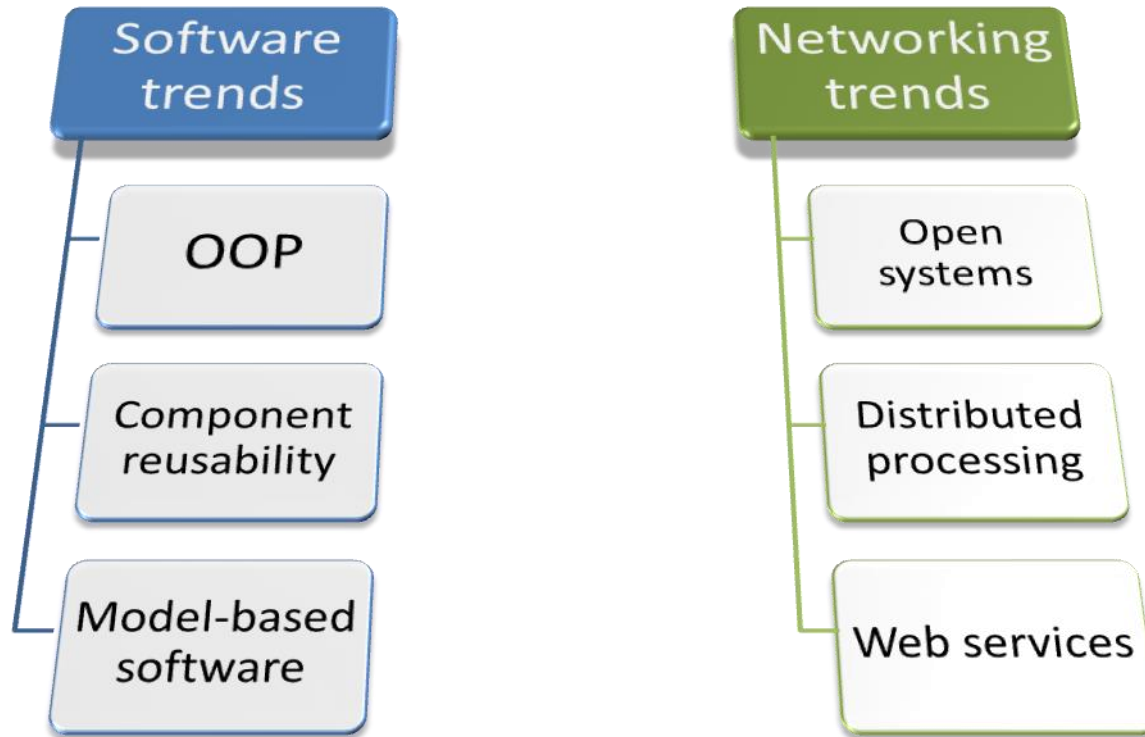 Software
trends
OOP
Component
reusability
Model-based
software
Networking
trends
Open
systems
Distributed
processing
Web services